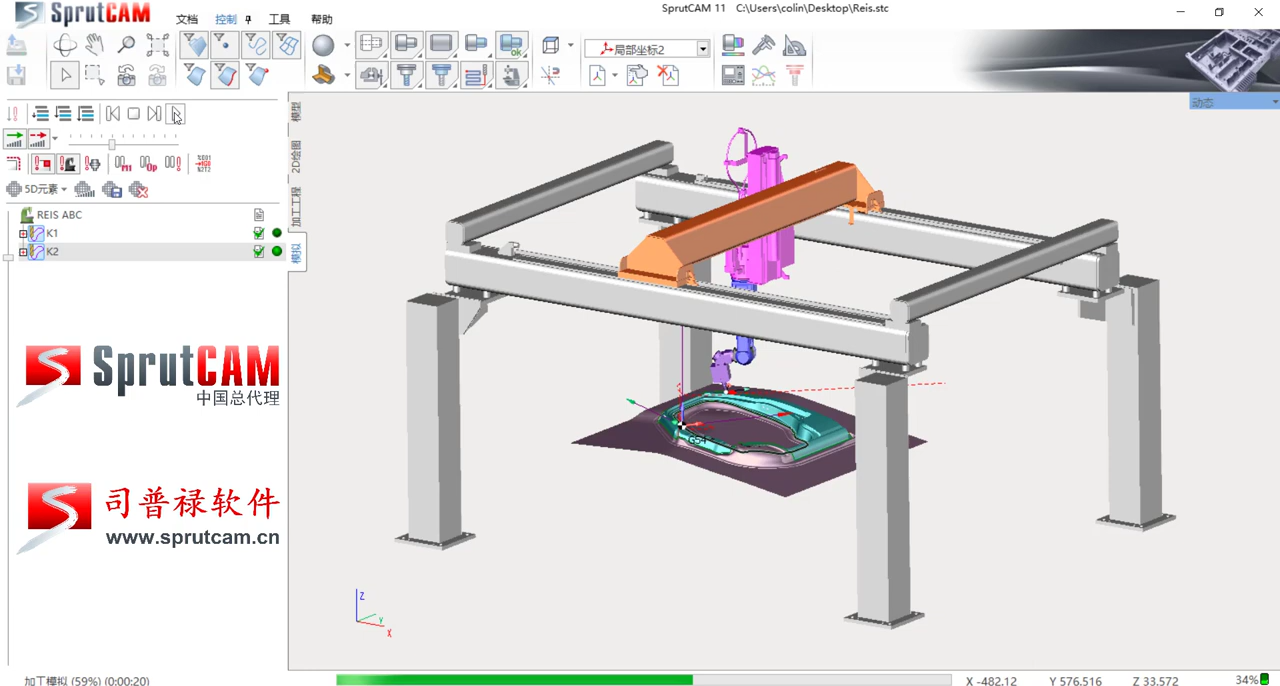 SprutCAM
SprutCAM 11 C:\Users\colin\Desktop\Reis.stc
文档 控制 工具 帮助
局部坐标2
动态
5D元素
REIS ABC
K1
K2
模型
2D绘图
加工工程
模拟
SprutCAM
中国总代理
司普禄软件
www.sprutcam.cn
G54
Z
Y
X
加工模拟 (59%) (0:00:20)
X -482.12 Y 576.516 Z 33.572 34%